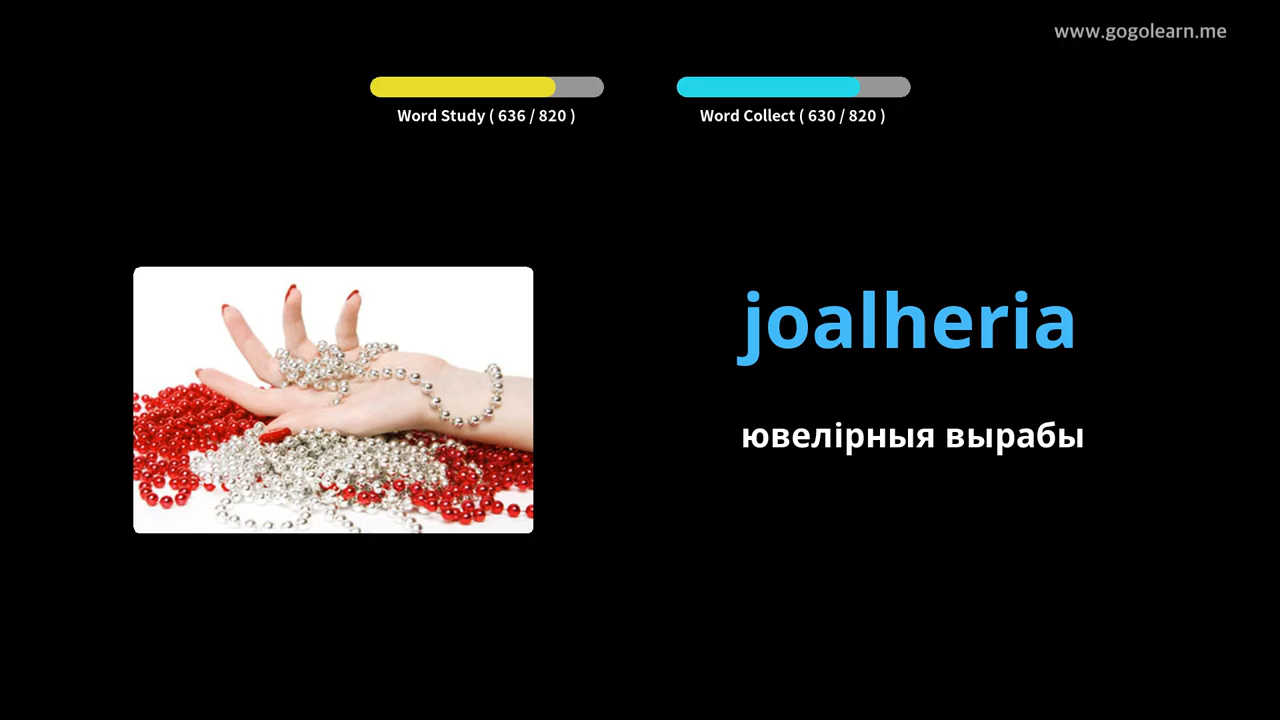 www.gogolearn.me
Word Study ( 636 / 820 )
Word Collect ( 630 / 820 )
joalheria
ювелірныя вырабы